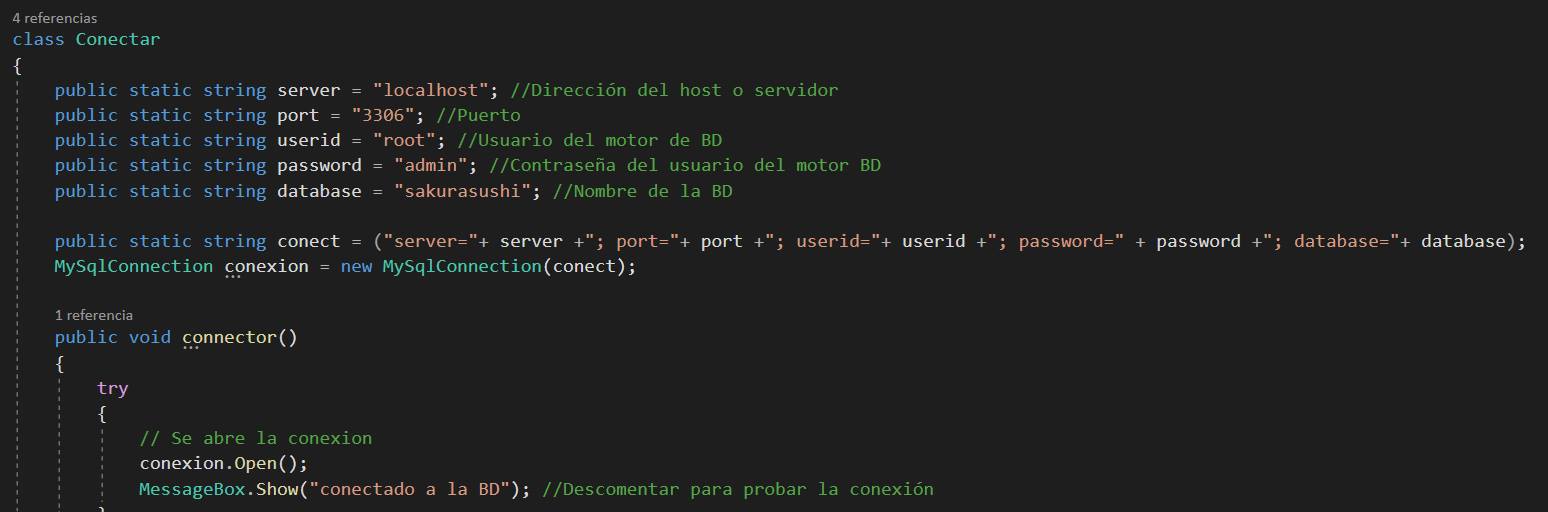 4 referencias
class Conectar
{
public static string server = "localhost"; //Dirección del host o servidor
public static string port = "3306"; //Puerto
public static string userid = "root"; //Usuario del motor de BD
public static string password = "admin"; //Contraseña del usuario del motor BD
public static string database = "sakurasushi"; //Nombre de la BD
public static string conect = ("server="+ server +"; port="+ port +"; userid="+ userid +"; password=" + password +"; database="+ database);
MySqlConnection conexion = new MySqlConnection(conect);
1 referencia
public void connector()
{
try
{
// Se abre la conexion
conexion.Open();
MessageBox.Show("conectado a la BD"); //Descomentar para probar la conexión
}